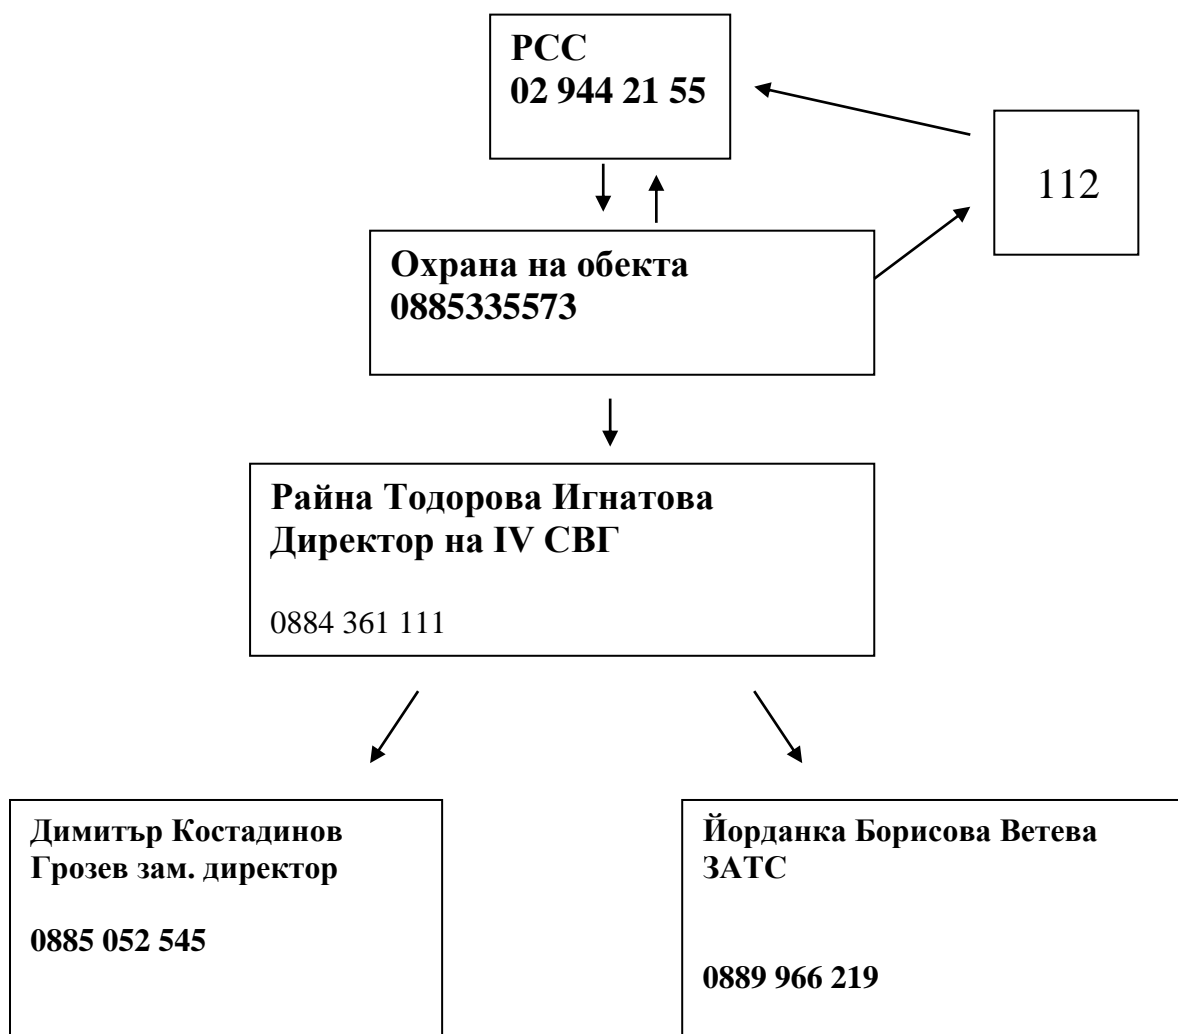 РСС
02 944 21 55
112
Охрана на обекта
0885335573
Райна Тодорова Игнатова
Директор на IV СВГ
0884 361 111
Димитър Костадинов
Грозев зам. директор
0885 052 545
Йорданка Борисова Ветева
ЗАТС
0889 966 219